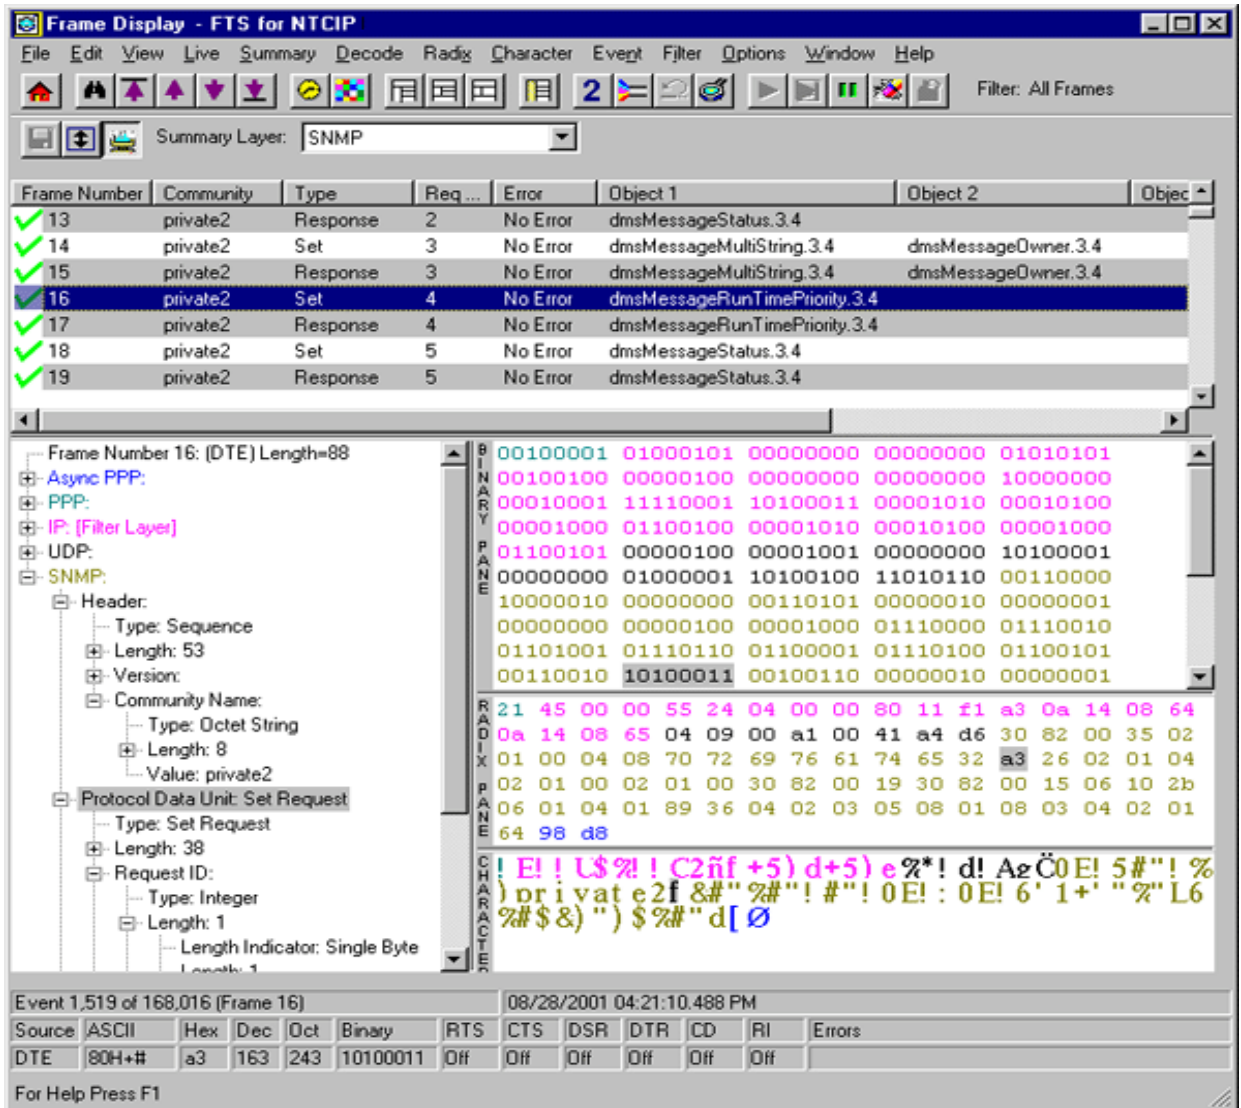 Frame Display - FTS for NTCIP
File Edit View Live Summary Decode Radix Character Event Filter Options Window Help
2 Filter: All Frames
Summary Layer: SNMP
Frame Number Community Type Req ... Error Object 1 Object 2 Objec
13 private2 Response 2 No Error dmsMessageStatus.3.4
14 private2 Set 3 No Error dmsMessageMultiString.3.4 dmsMessageOwner.3.4
15 private2 Response 3 No Error dmsMessageMultiString.3.4 dmsMessageOwner.3.4
16 private2 Set 4 No Error dmsMessageRunTimePriority.3.4
17 private2 Response 4 No Error dmsMessageRunTimePriority.3.4
18 private2 Set 5 No Error dmsMessageStatus.3.4
19 private2 Response 5 No Error dmsMessageStatus.3.4
Frame Number 16: (DTE) Length=88
Async PPP:
PPP:
IP: [Filter Layer]
UDP:
SNMP:
Header:
Type: Sequence
Length: 53
Version:
Community Name:
Type: Octet String
Length: 8
Value: private2
Protocol Data Unit: Set Request
Type: Set Request
Length: 38
Request ID:
Type: Integer
Length: 1
Length Indicator: Single Byte
Length: 1
BINARY PANE
00100001 01000101 00000000 00000000 01010101
00100100 00000100 00000000 00000000 10000000
00010001 11110001 10100011 00001010 00010100
00001000 01100100 00001010 00010100 00001000
01100101 00000100 00001001 00000000 10100001
00000000 01000001 10100100 11010110 00110000
10000010 00000000 00110101 00000010 00000001
00000000 00000100 00001000 01110000 01110010
01101001 01110110 01100001 01110100 01100101
00110010 10100011 00100110 00000010 00000001
RADIX PANE
21 45 00 00 55 24 04 00 00 80 11 f1 a3 0a 14 08 64
0a 14 08 65 04 09 00 a1 00 41 a4 d6 30 82 00 35 02
01 00 04 08 70 72 69 76 61 74 65 32 a3 26 02 01 04
02 01 00 02 01 00 30 82 00 19 30 82 00 15 06 10 2b
06 01 04 01 89 36 04 02 03 05 08 01 08 03 04 02 01
64 98 d8
CHARACTER
! E! ! U$ %! ! C2ñf +5) d+5) e%*! d! A¤ÖE! 5#"! %
) private2f &#" %#"! #"! 0E! : 0E! 6' 1+' "%"L6
%#$&) ") $%#" d[ Ø
Event 1,519 of 168,016 (Frame 16) 08/28/2001 04:21:10.488 PM
Source ASCII Hex Dec Oct Binary RTS CTS DSR DTR CD RI Errors
DTE 80H+# a3 163 243 10100011 Off Off Off Off Off Off
For Help Press F1